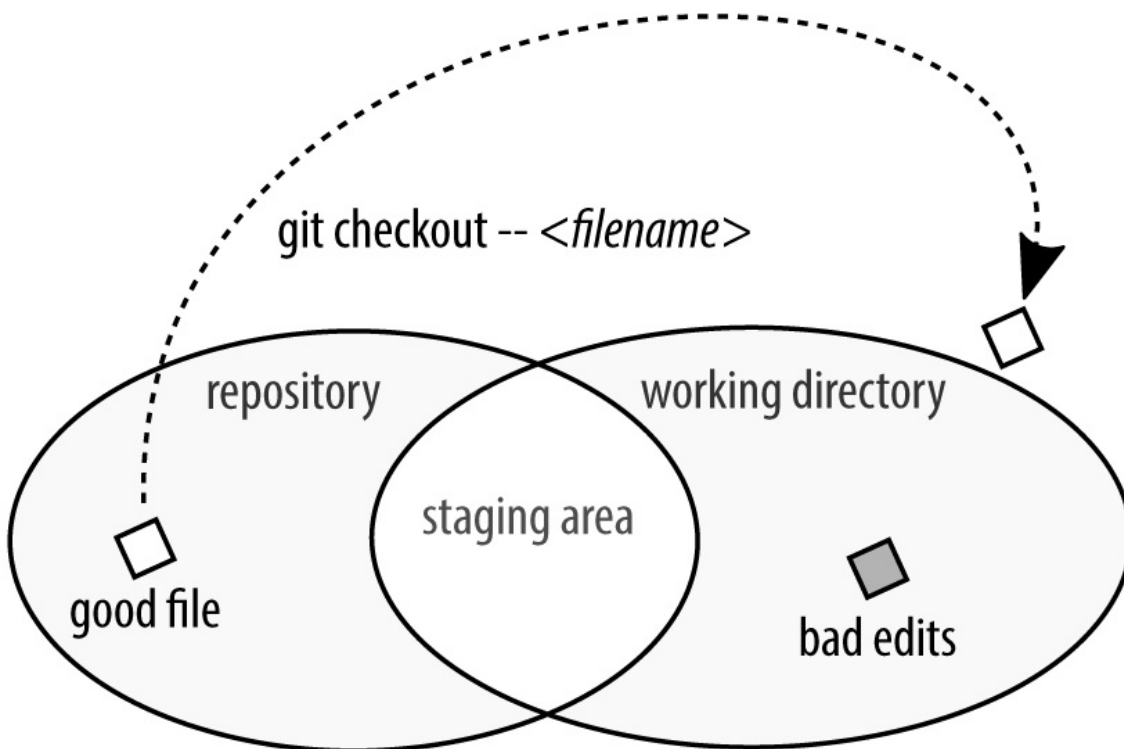 git checkout -- <filename>
repository
working directory
staging area
good file
bad edits